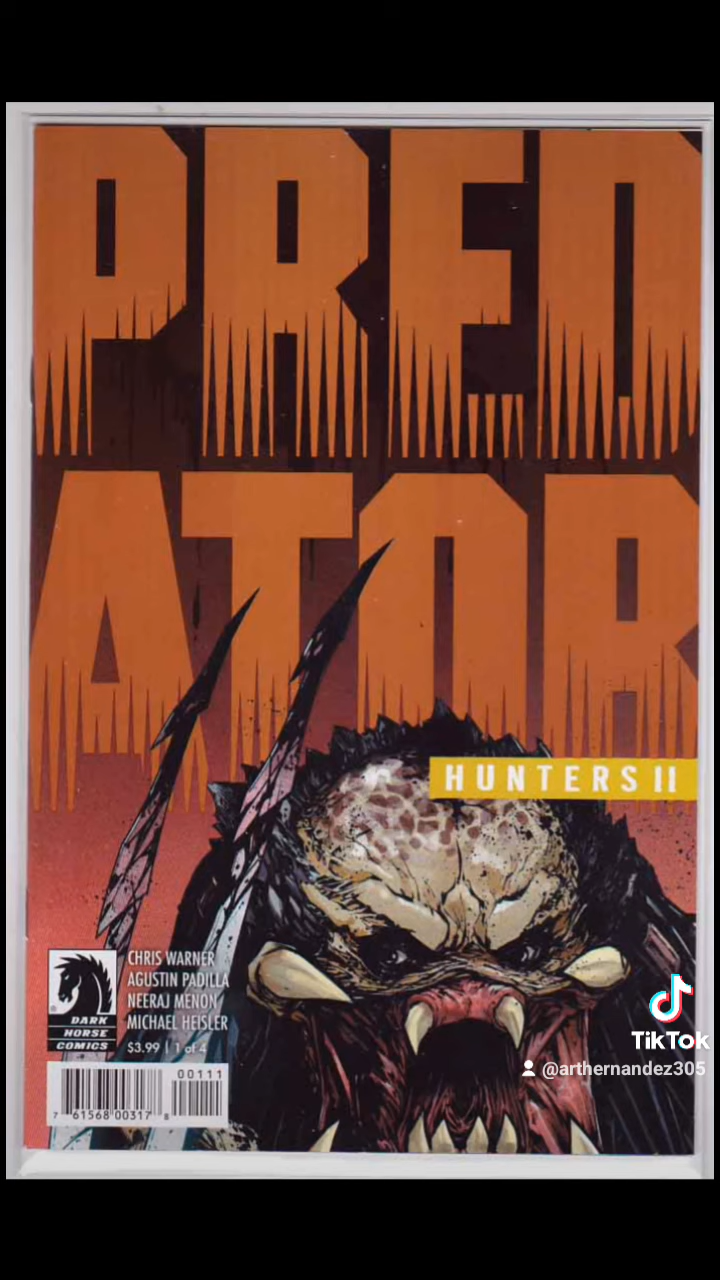 PRED
ATOR
HUNTERS II
CHRIS WARNER
AGUSTIN PADILLA
NEERAJ MENON
MICHAEL HEISLER
DARK
HORSE
COMICS
$3.99 | 1 of 4
00111
7 61568 00317 8
TikTok
@arthernandez305